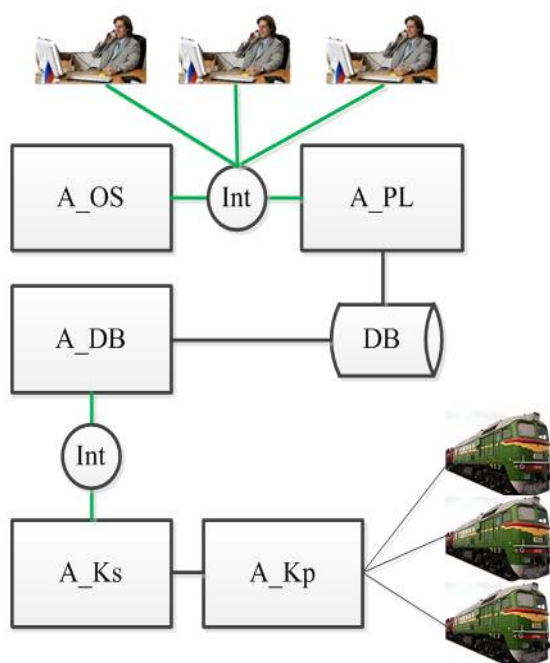 A_OS
Int
A_PL
A_DB
DB
Int
A_Ks
A_Kp